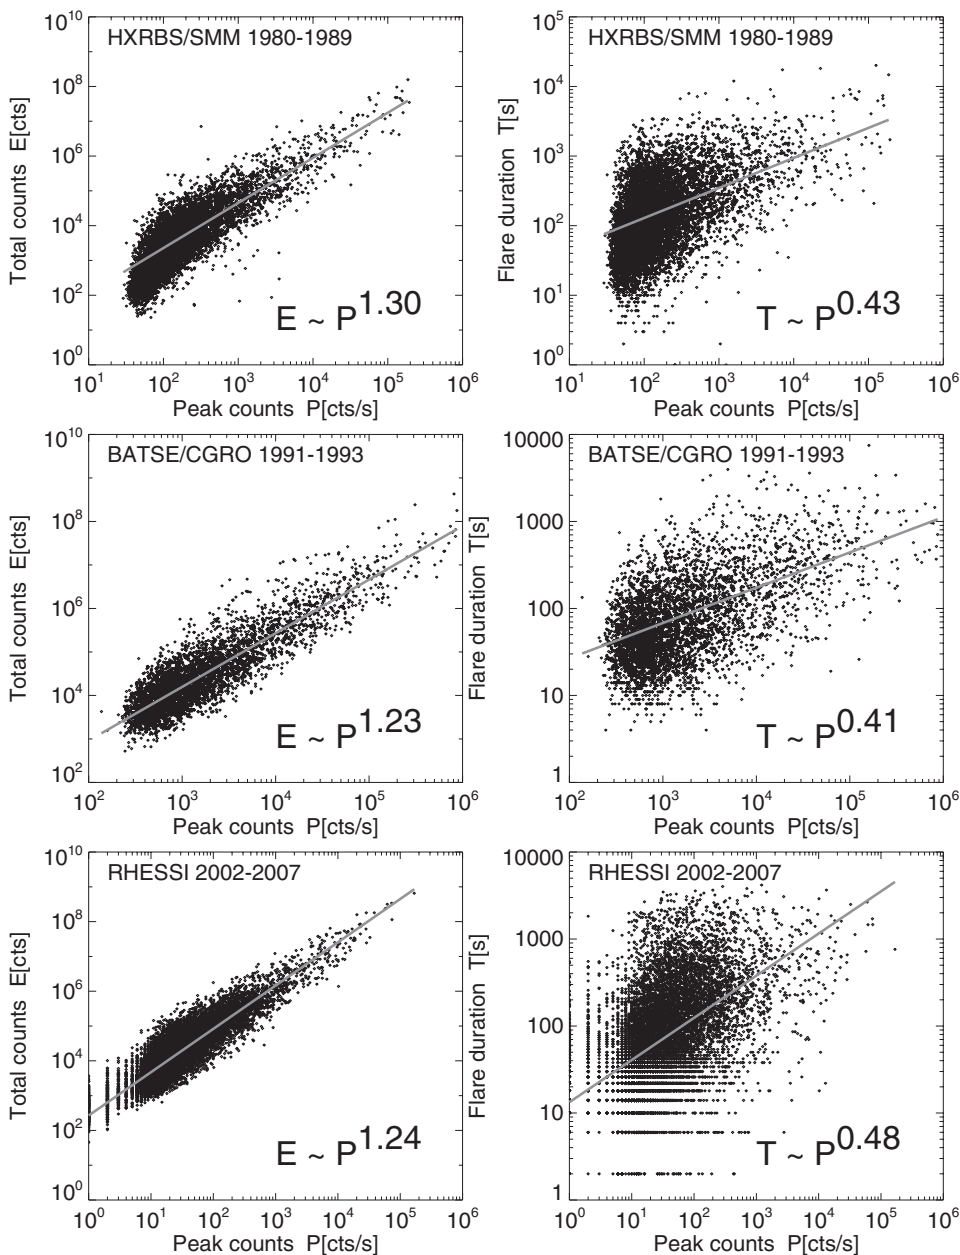 HXRBS/SMM 1980-1989
Total counts E[cts]
10^10
10^8
10^6
10^4
10^2
10^0
E ~ P^1.30
10^1 10^2 10^3 10^4 10^5 10^6
Peak counts P[cts/s]
HXRBS/SMM 1980-1989
Flare duration T[s]
10^5
10^4
10^3
10^2
10^1
10^0
T ~ P^0.43
10^1 10^2 10^3 10^4 10^5 10^6
Peak counts P[cts/s]
BATSE/CGRO 1991-1993
Total counts E[cts]
10^10
10^8
10^6
10^4
10^2
E ~ P^1.23
10^2 10^3 10^4 10^5 10^6
Peak counts P[cts/s]
BATSE/CGRO 1991-1993
Flare duration T[s]
10000
1000
100
10
1
T ~ P^0.41
10^2 10^3 10^4 10^5 10^6
Peak counts P[cts/s]
RHESSI 2002-2007
Total counts E[cts]
10^10
10^8
10^6
10^4
10^2
10^0
E ~ P^1.24
10^0 10^1 10^2 10^3 10^4 10^5 10^6
Peak counts P[cts/s]
RHESSI 2002-2007
Flare duration T[s]
10000
1000
100
10
1
T ~ P^0.48
10^0 10^1 10^2 10^3 10^4 10^5 10^6
Peak counts P[cts/s]